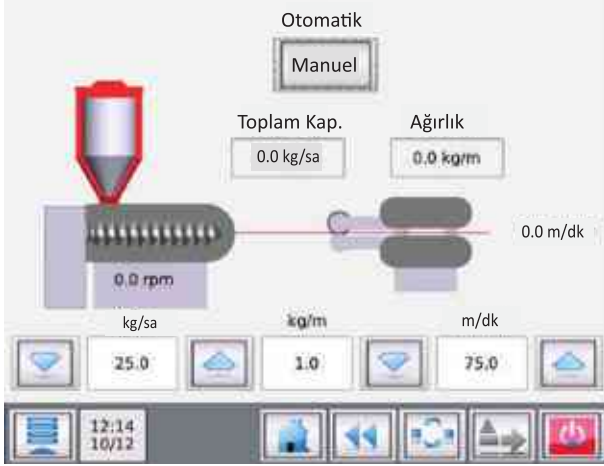 Otomatik
Manuel
Toplam Kap. Ağırlık
0.0 kg/sa 0.0 kg/m
0.0 m/dk
0.0 rpm
kg/sa kg/m m/dk
25.0 1.0 75.0
12:14
10/12